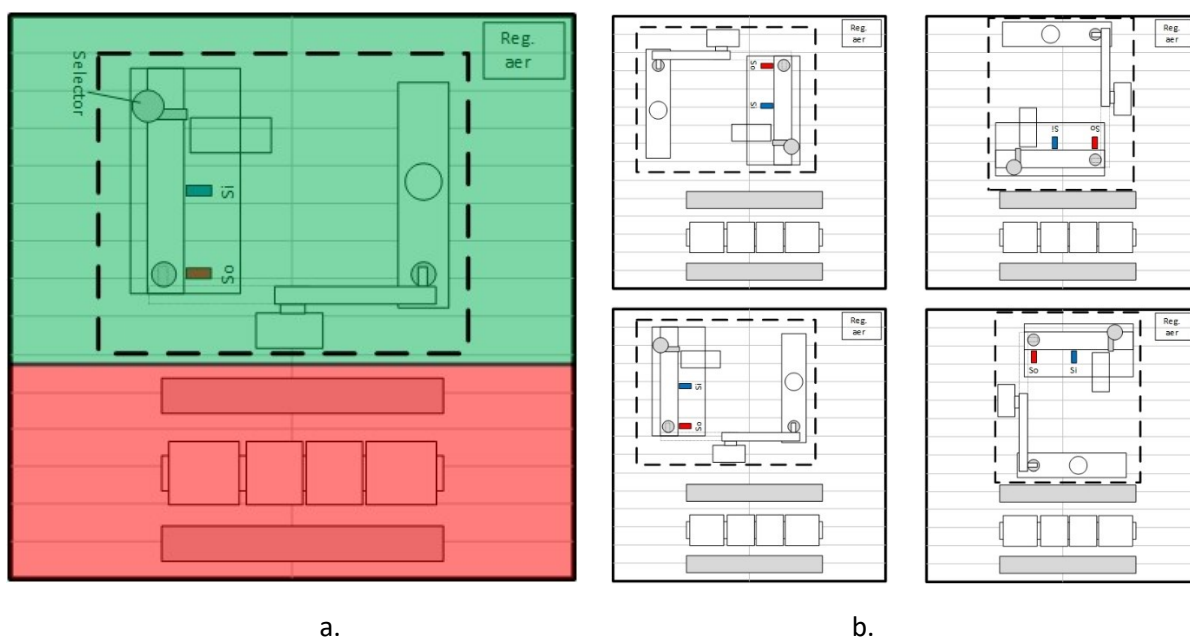 Reg.
aer
Selector
Si
So
Reg.
aer
So
Si
Reg.
aer
Si
So
Reg.
aer
Si
So
Reg.
aer
So
Si
a.
b.